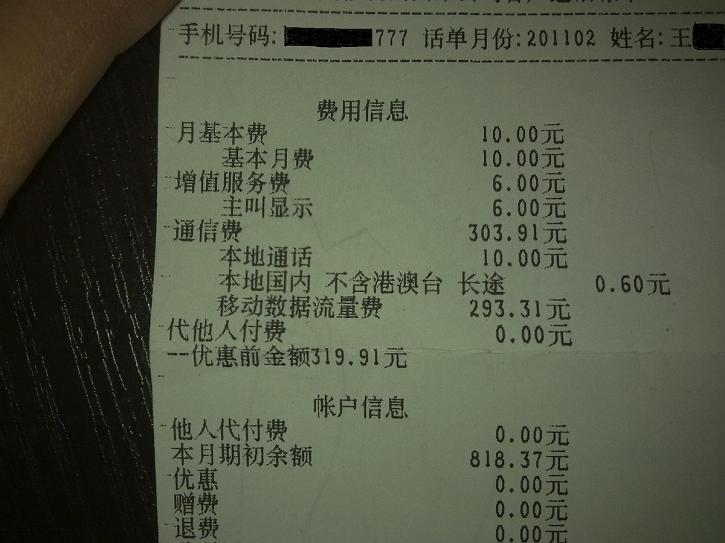 手机号码: 777 话单月份:201102 姓名:王
费用信息
月基本费 10.00元
基本月费 10.00元
增值服务费 6.00元
主叫显示 6.00元
通信费 303.91元
本地通话 10.00元
本地国内 不含港澳台 长途 0.60元
移动数据流量费 293.31元
代他人付费 0.00元
--优惠前金额319.91元
帐户信息
他人代付费 0.00元
本月期初余额 818.37元
优惠 0.00元
赠费 0.00元
退费 0.00元